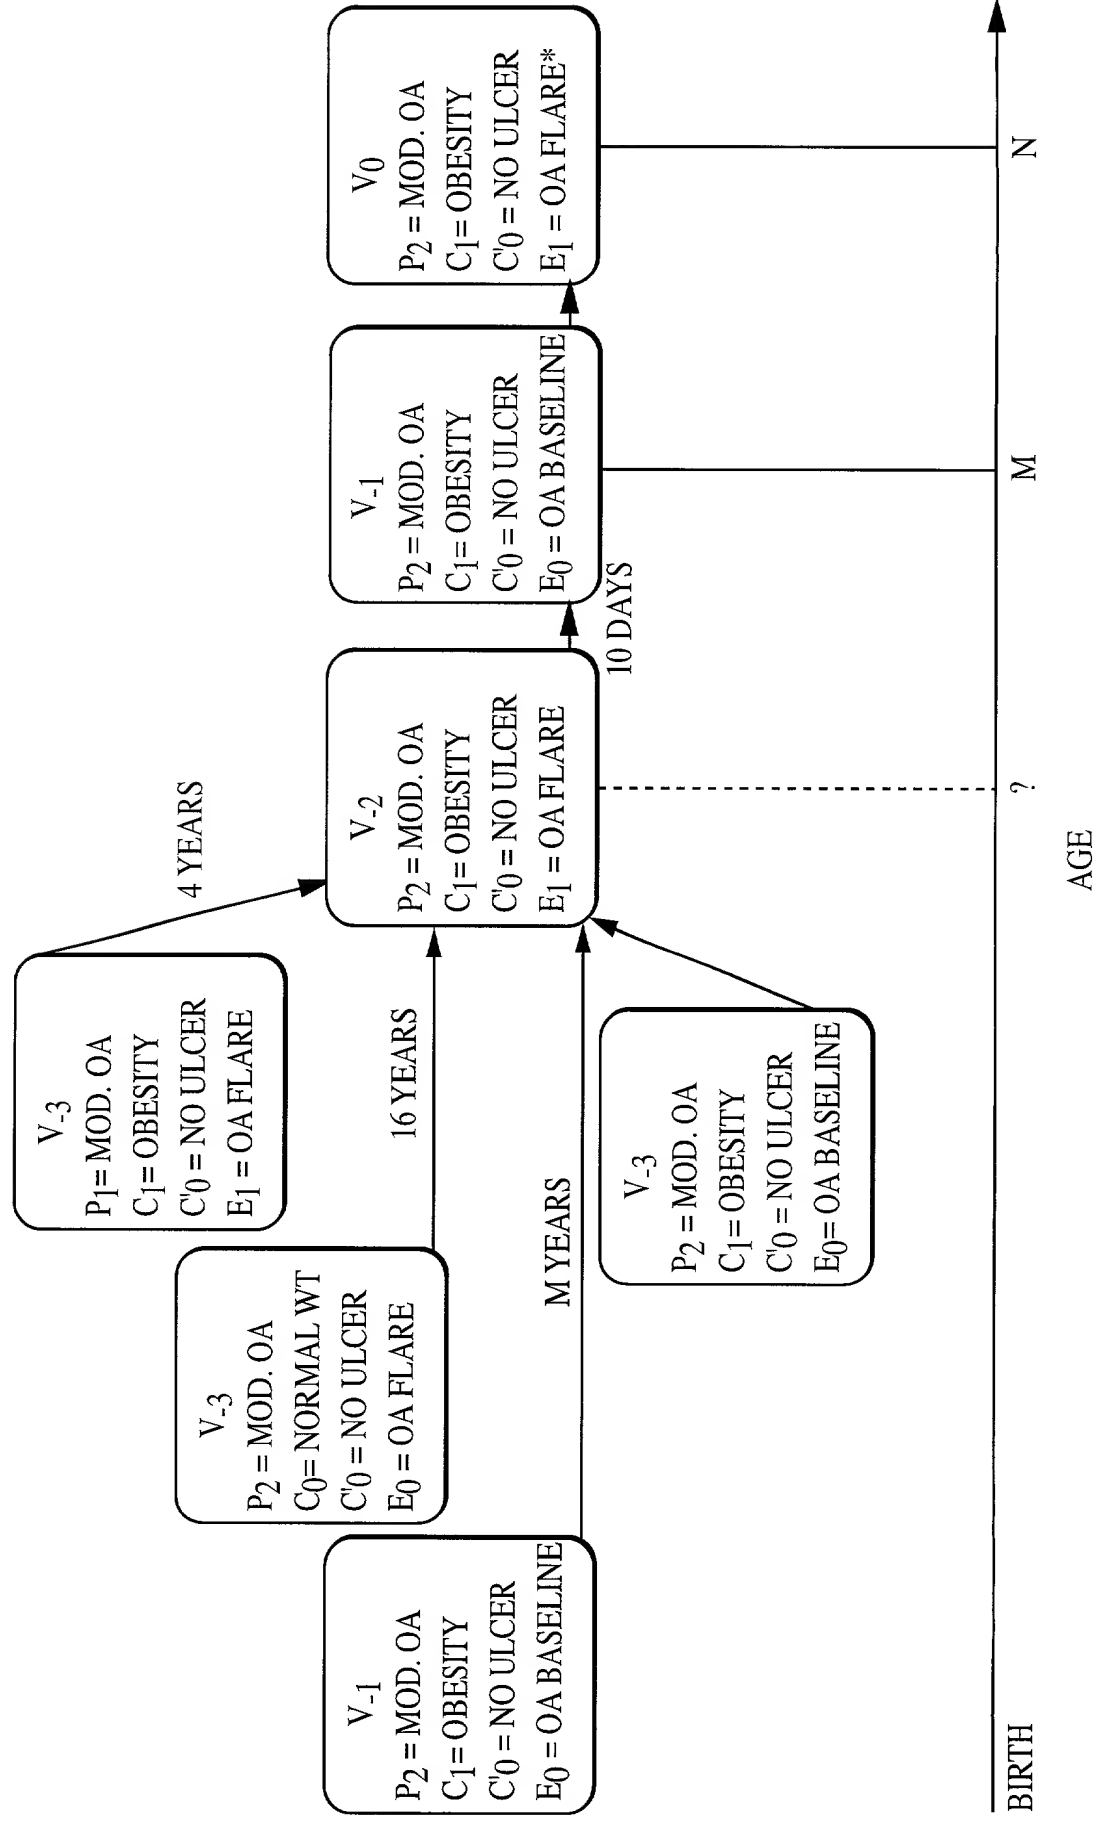 V-3
P1= MOD. OA
C1= OBESITY
C'0 = NO ULCER
E1 = OA FLARE
4 YEARS
V-3
P2 = MOD. OA
C0= NORMAL WT
C'0 = NO ULCER
E0 = OA FLARE
16 YEARS
V-1
P2 = MOD. OA
C1= OBESITY
C'0 = NO ULCER
E0 = OA BASELINE
M YEARS
V-2
P2 = MOD. OA
C1= OBESITY
C'0 = NO ULCER
E1 = OA FLARE
10 DAYS
V-1
P2 = MOD. OA
C1= OBESITY
C'0 = NO ULCER
E0 = OA BASELINE
V0
P2 = MOD. OA
C1= OBESITY
C'0 = NO ULCER
E1 = OA FLARE*
V-3
P2 = MOD. OA
C1= OBESITY
C'0 = NO ULCER
E0= OA BASELINE
BIRTH
?
M
N
AGE